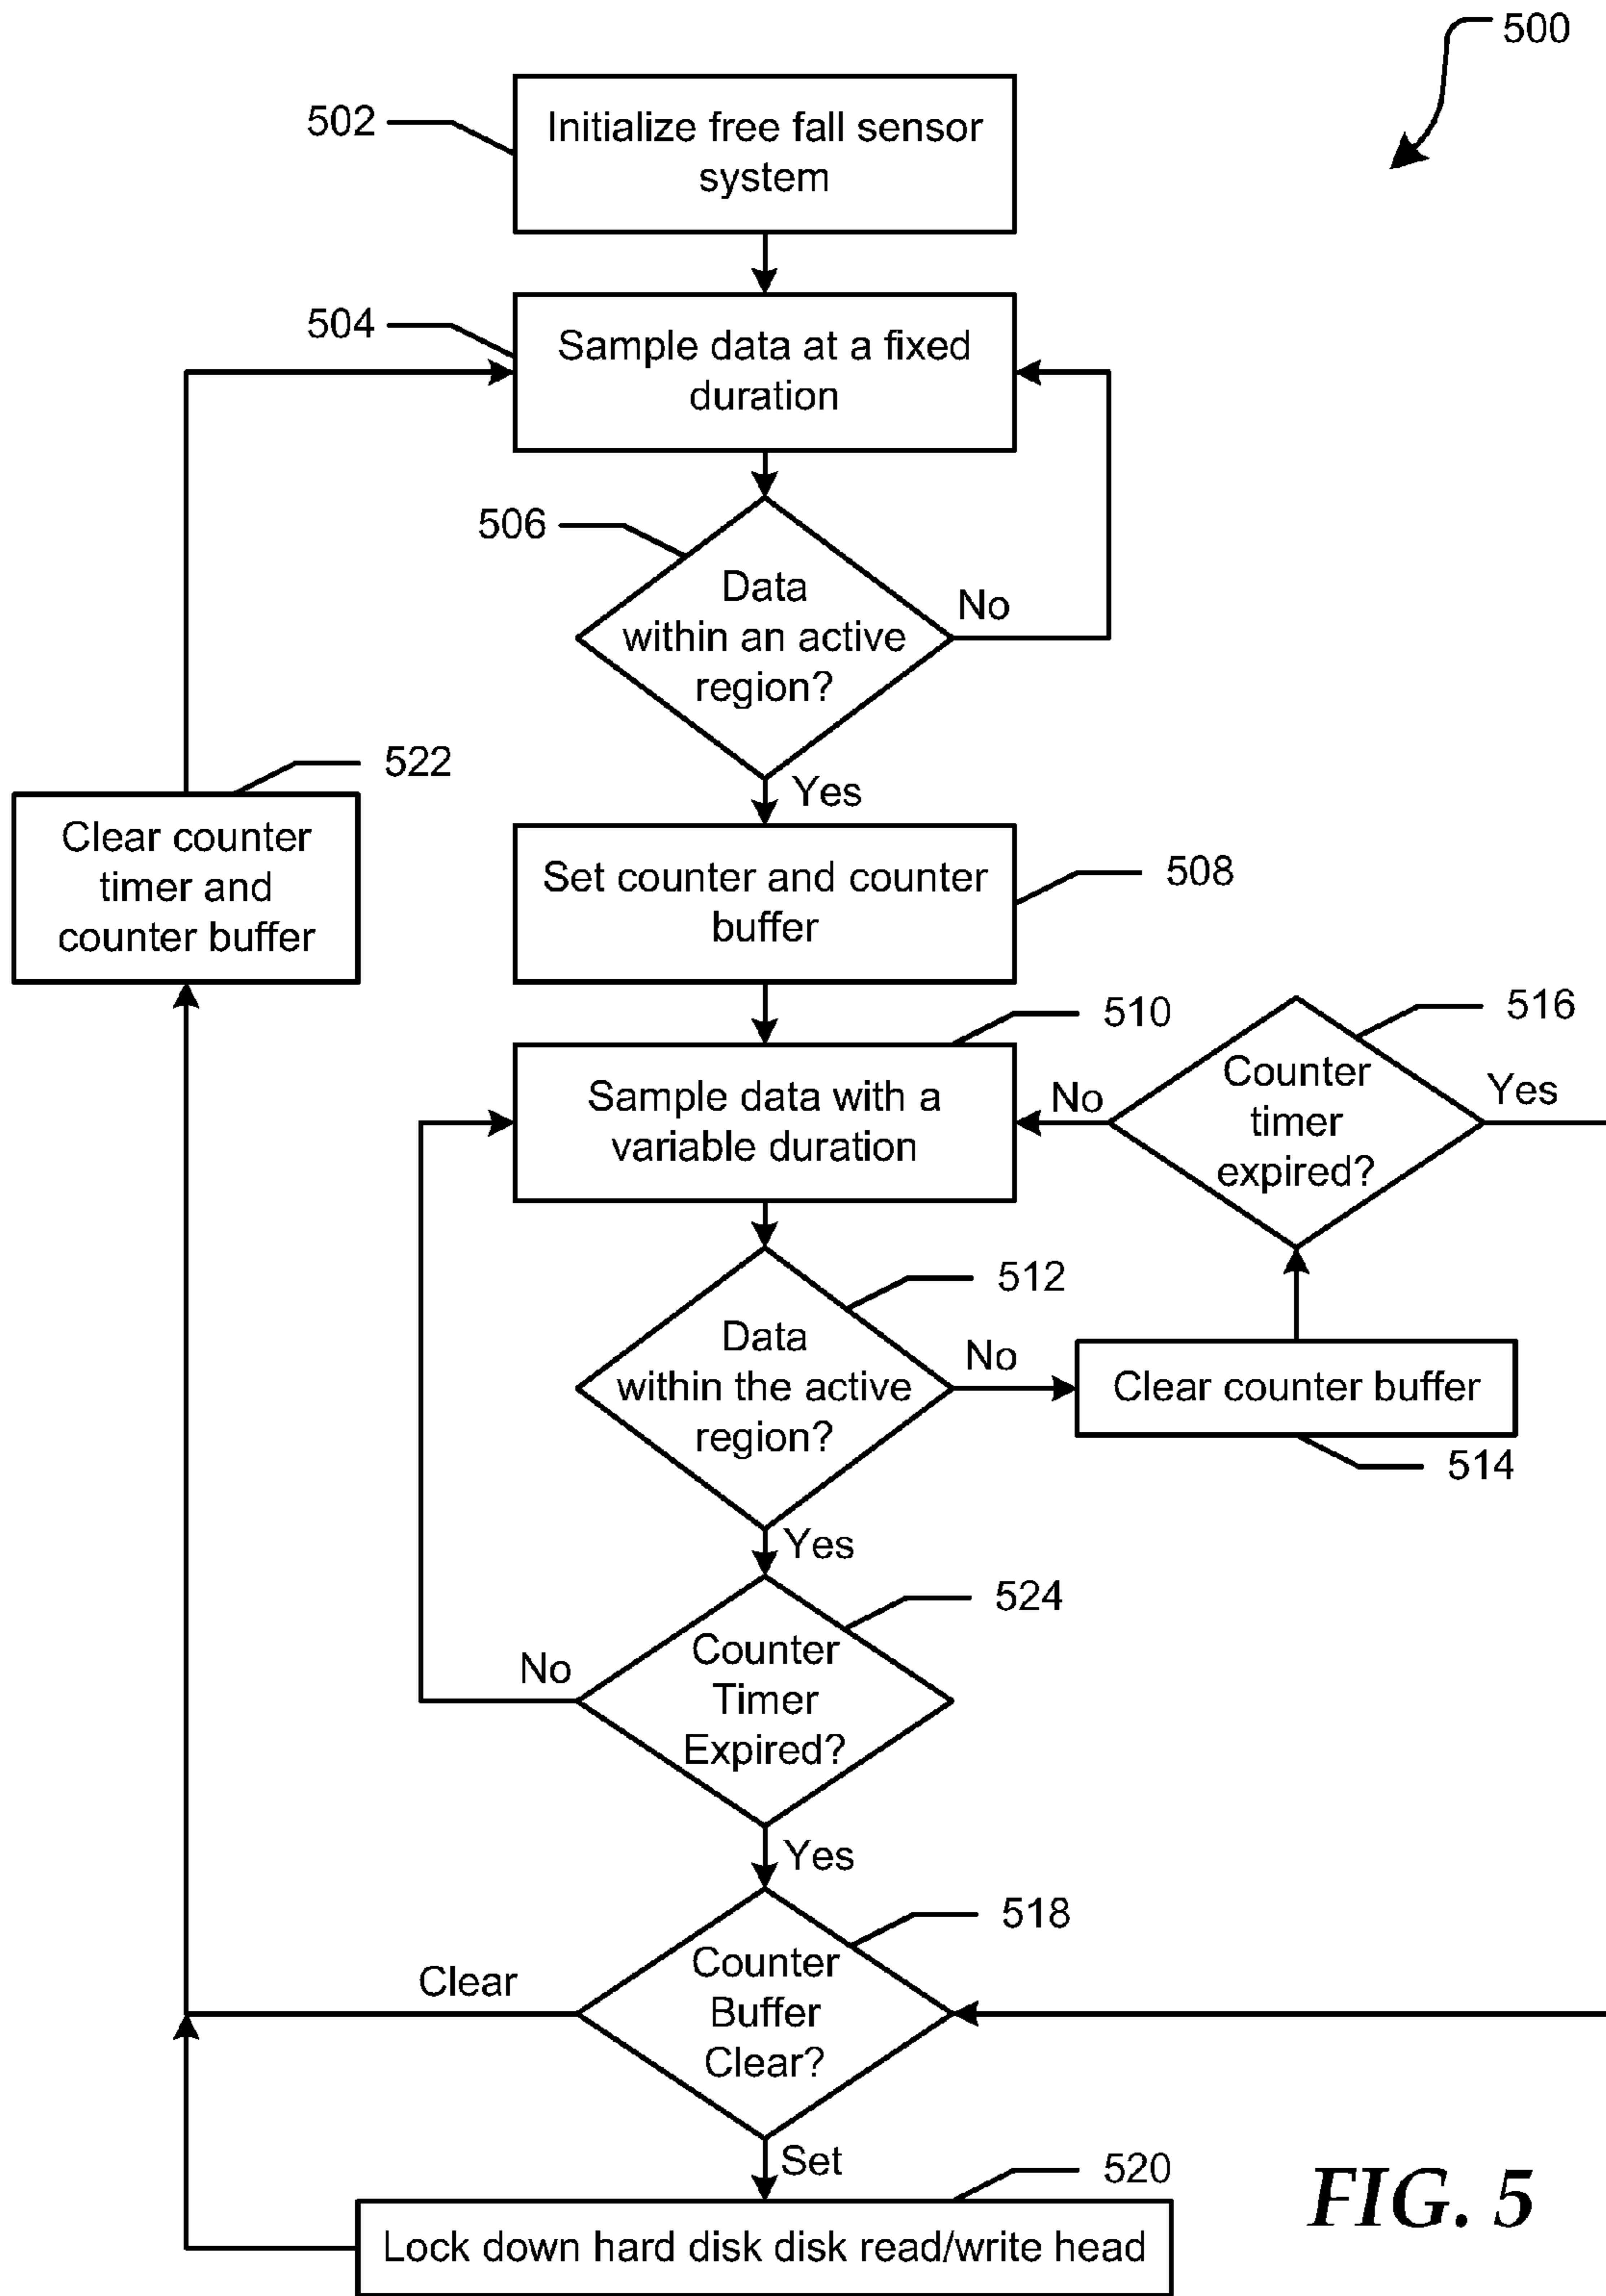 500
502
Initialize free fall sensor
system
504
Sample data at a fixed
duration
506
Data
within an active
region?
No
Yes
522
Clear counter
timer and
counter buffer
Set counter and counter
buffer
508
510
Sample data with a
variable duration
516
Counter
timer
expired?
No
Yes
512
Data
within the active
region?
No
Clear counter buffer
514
Yes
524
Counter
Timer
Expired?
No
Yes
518
Counter
Buffer
Clear?
Clear
Set
520
Lock down hard disk disk read/write head
FIG. 5